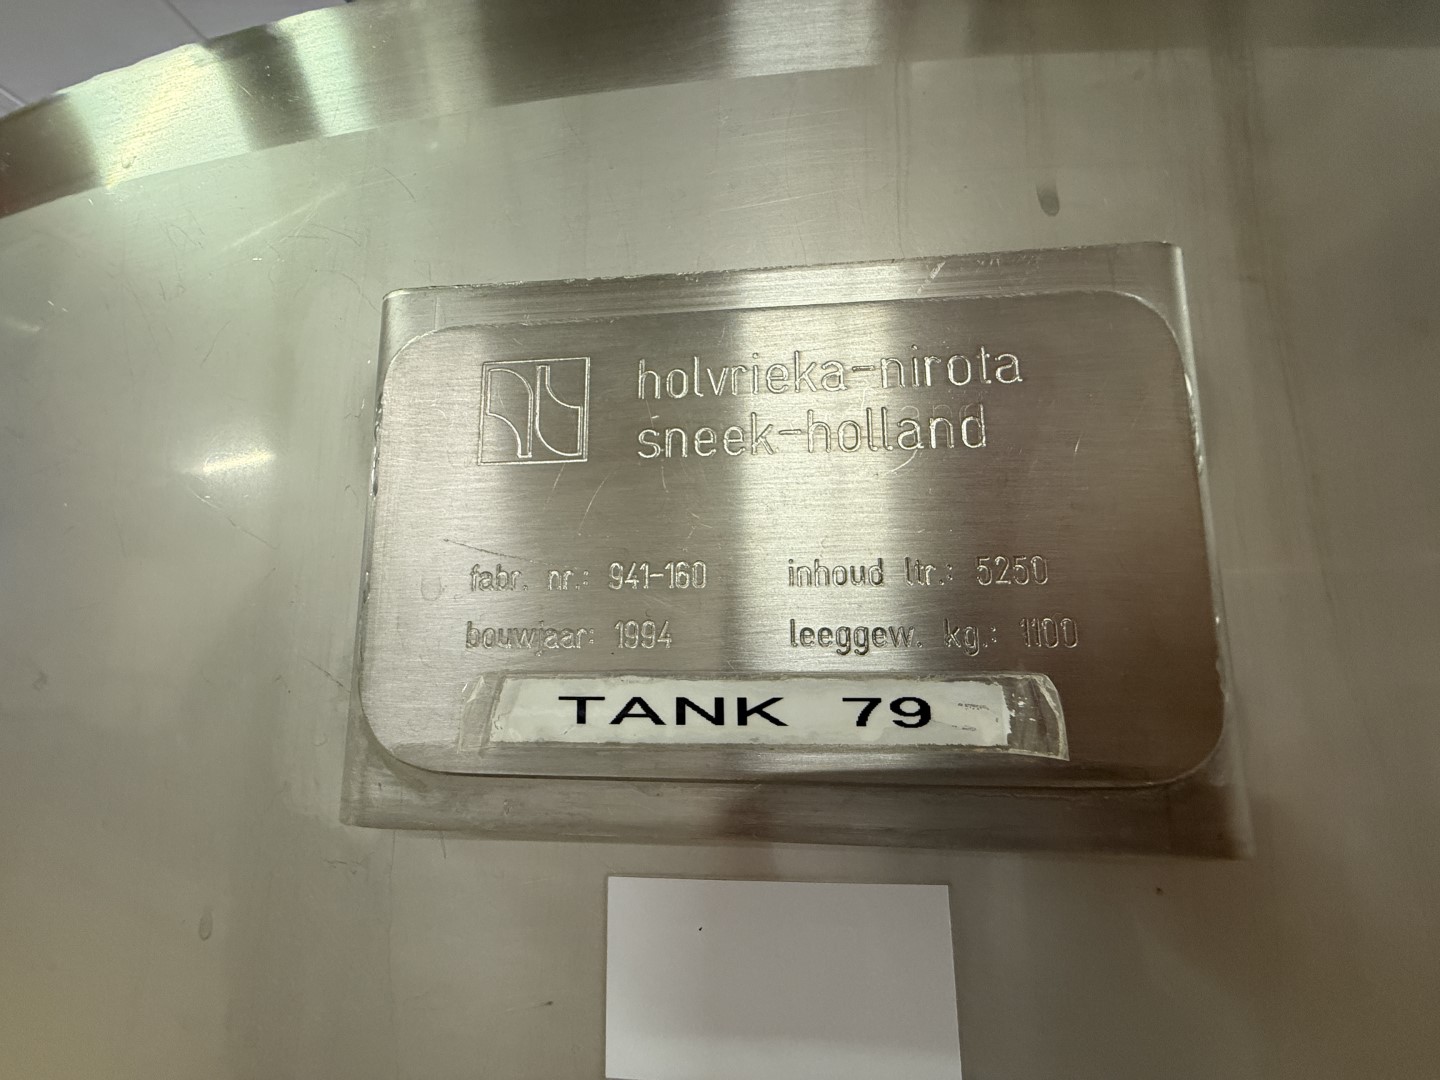 holvrieka-nirota
sneek-holland
fabr. nr.: 941-160 inhoud ltr.: 5250
bouwjaar: 1994 leeggew. kg.: 1100
TANK 79